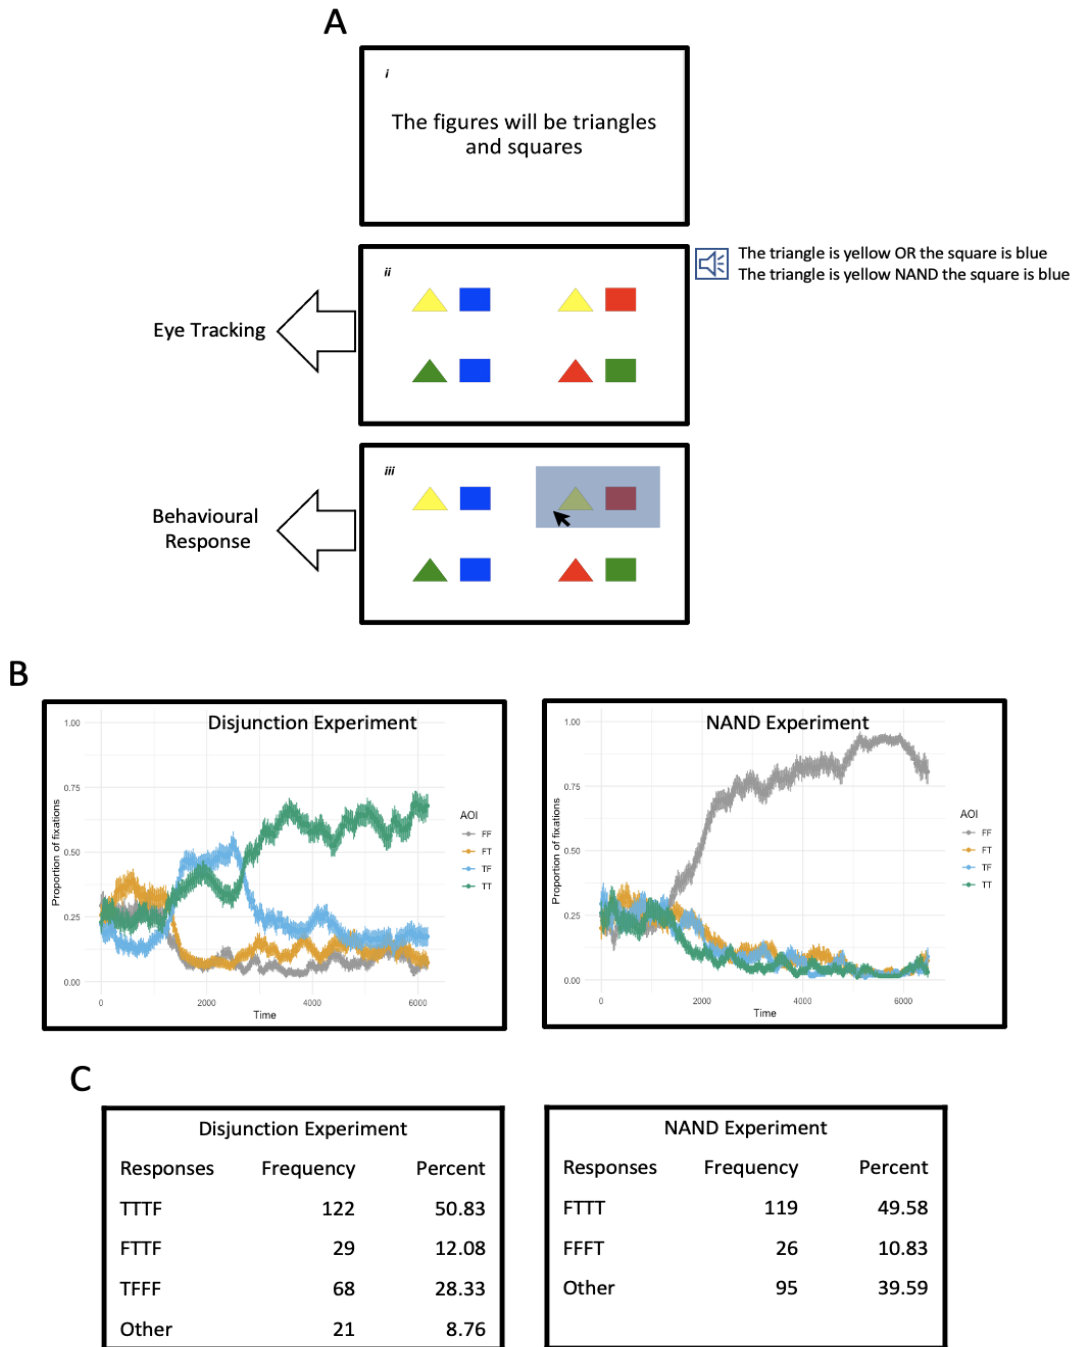 A
i
The figures will be triangles
and squares
The triangle is yellow OR the square is blue
The triangle is yellow NAND the square is blue
ii
Eye Tracking
iii
Behavioural
Response
B
Disjunction Experiment
1.00
0.75
0.50
0.25
0.00
Proportion of fixations
0 2000 4000 6000
Time
AOI
FF
FT
TF
TT
NAND Experiment
1.00
0.75
0.50
0.25
0.00
Proportion of fixations
0 2000 4000 6000
Time
AOI
FF
FT
TF
TT
C
Disjunction Experiment
Responses Frequency Percent
TTTF 122 50.83
FTTF 29 12.08
TFFF 68 28.33
Other 21 8.76
NAND Experiment
Responses Frequency Percent
FTTT 119 49.58
FFFT 26 10.83
Other 95 39.59